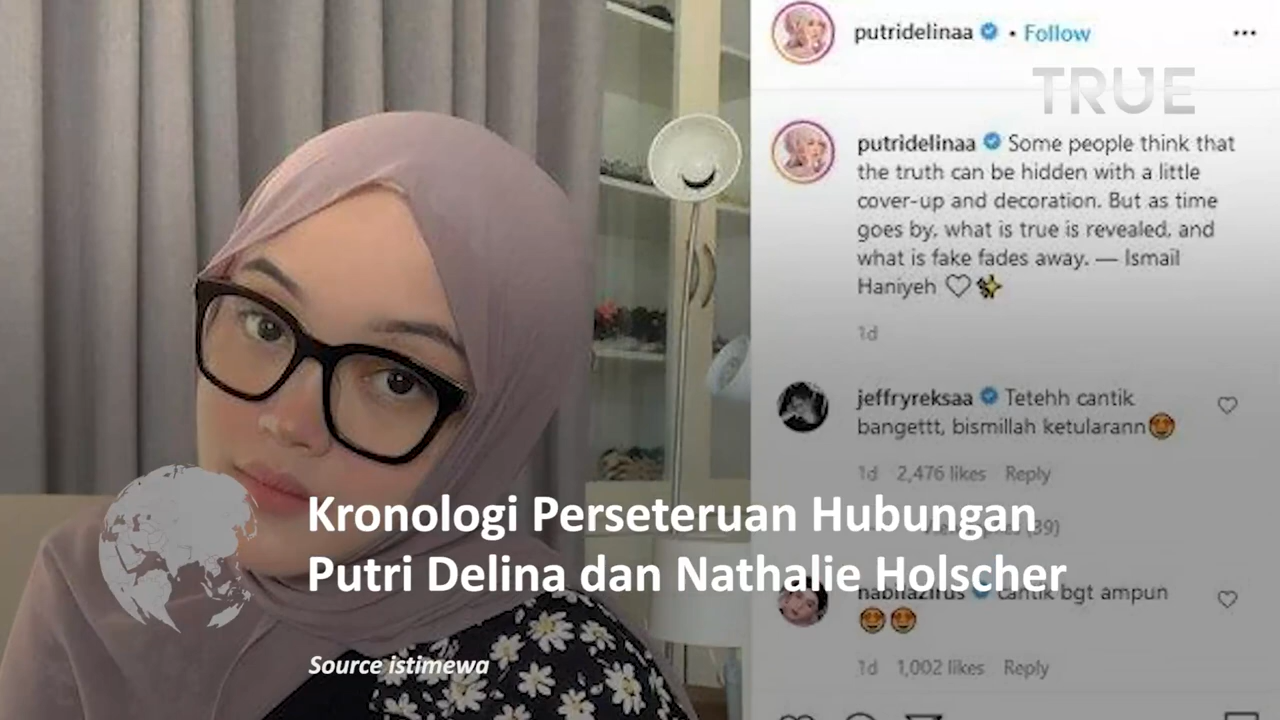 putridelinaa • Follow
TRUE
putridelinaa Some people think that
the truth can be hidden with a little
cover-up and decoration. But as time
goes by, what is true is revealed, and
what is fake fades away. — Ismail
Haniyeh
1d
jeffryreksaa Tetehh cantik
bangettt, bismillah ketularann
1d 2,476 likes Reply
Kronologi Perseteruan Hubungan
Putri Delina dan Nathalie Holscher
cantik bgt ampun
1d 1,002 likes Reply
Source istimewa